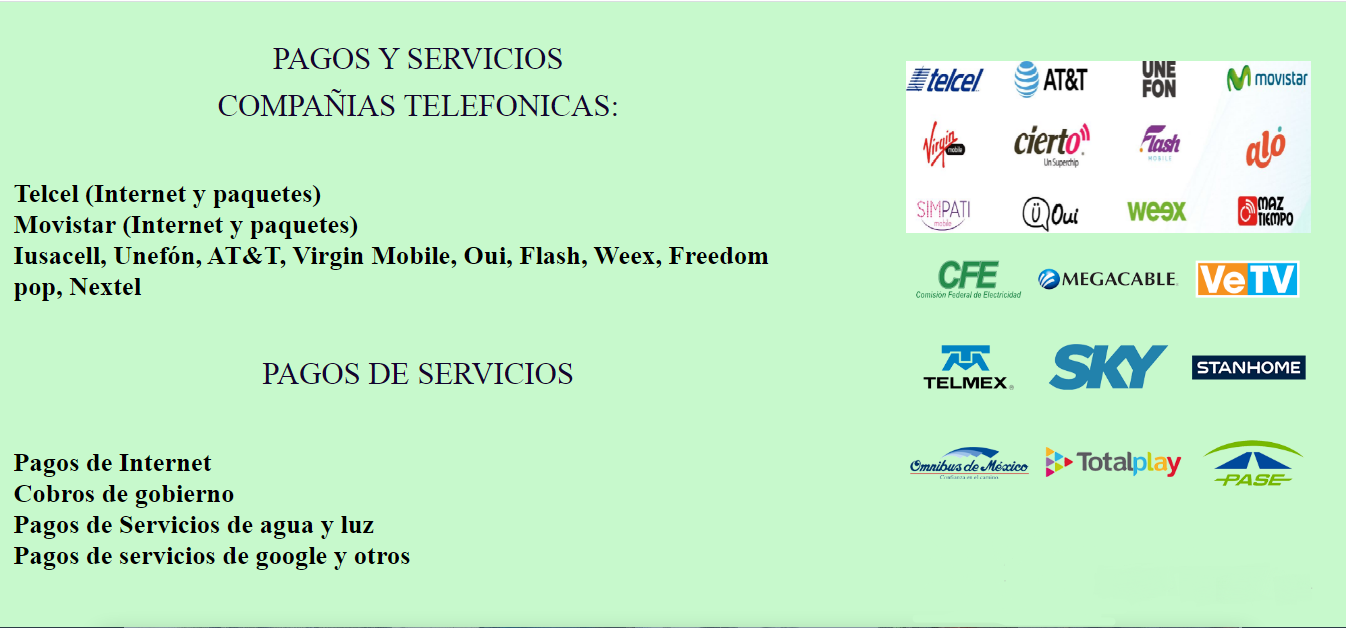 PAGOS Y SERVICIOS
COMPAÑIAS TELEFONICAS:
Telcel (Internet y paquetes)
Movistar (Internet y paquetes)
Iusacell, Unefón, AT&T, Virgin Mobile, Oui, Flash, Weex, Freedom
pop, Nextel
PAGOS DE SERVICIOS
Pagos de Internet
Cobros de gobierno
Pagos de Servicios de agua y luz
Pagos de servicios de google y otros
telcel
AT&T
UNE
FON
movistar
Virgin
mobile
cierto
Un Superchip
Flash
MOBILE
aló
SIMPATI
mobile
Ü Oui
weex
MAZ
TIEMPO
CFE
Comisión Federal de Electricidad
MEGACABLE
VeTV
TELMEX®
SKY
STANHOME
Omnibus de México
Confianza en el camino
Totalplay
PASE